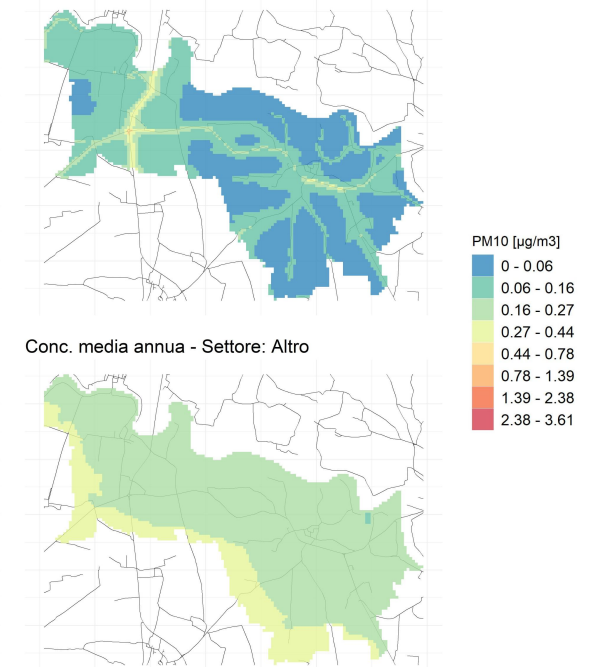 PM10 [µg/m3]
0 - 0.06
0.06 - 0.16
0.16 - 0.27
0.27 - 0.44
0.44 - 0.78
0.78 - 1.39
1.39 - 2.38
2.38 - 3.61
Conc. media annua - Settore: Altro